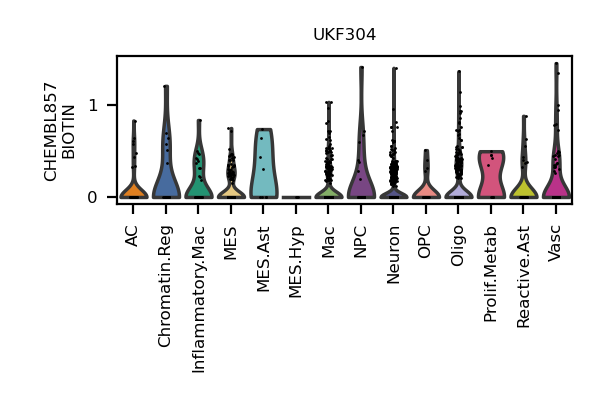 UKF304
CHEMBL857
BIOTIN
1
0
AC
Chromatin.Reg
Inflammatory.Mac
MES
MES.Ast
MES.Hyp
Mac
NPC
Neuron
OPC
Oligo
Prolif.Metab
Reactive.Ast
Vasc